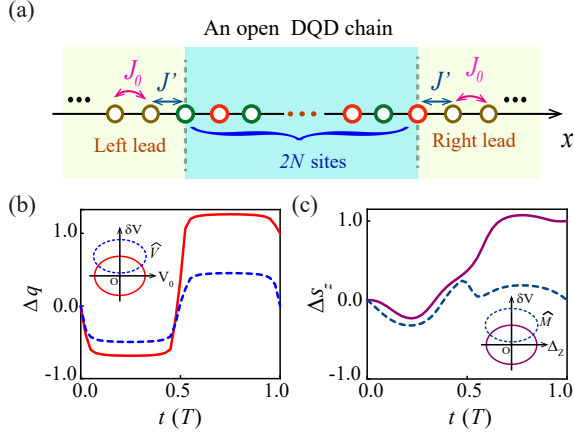 (a)
An open DQD chain
J₀ J' J' J₀
... ... ...
Left lead 2N sites Right lead x
(b)
Δq
1.0
0.0
-1.0
0.0 0.5 1.0
t (T)
δV
V̂
O V₀
(c)
Δs_z
1.0
0.0
-1.0
0.0 0.5 1.0
t (T)
δV
M̂
O Δ_Z